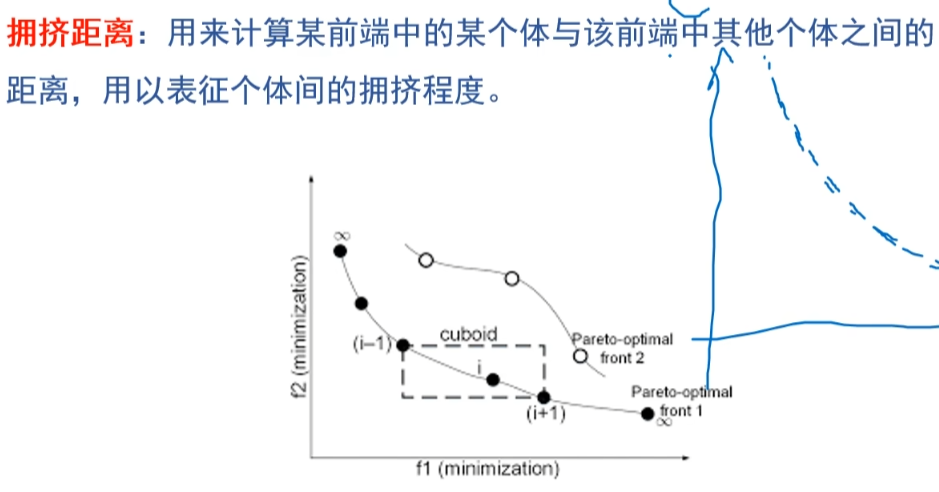 拥挤距离：用来计算某前端中的某个体与该前端中其他个体之间的
距离，用以表征个体间的拥挤程度。
∞
f2 (minimization)
(i−1)
cuboid
i
(i+1)
Pareto-optimal
front 2
Pareto-optimal
front 1
∞
f1 (minimization)